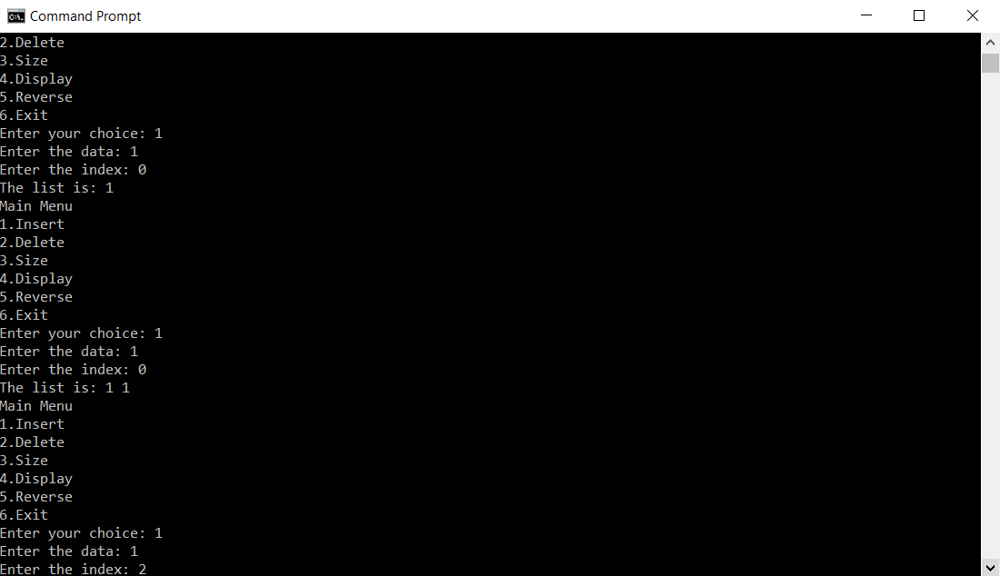 Command Prompt
2.Delete
3.Size
4.Display
5.Reverse
6.Exit
Enter your choice: 1
Enter the data: 1
Enter the index: 0
The list is: 1
Main Menu
1.Insert
2.Delete
3.Size
4.Display
5.Reverse
6.Exit
Enter your choice: 1
Enter the data: 1
Enter the index: 0
The list is: 1 1
Main Menu
1.Insert
2.Delete
3.Size
4.Display
5.Reverse
6.Exit
Enter your choice: 1
Enter the data: 1
Enter the index: 2